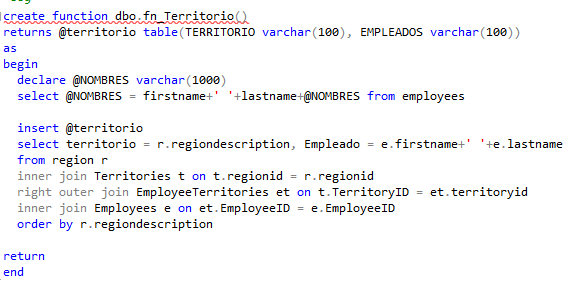 create function dbo.fn_Territorio()
returns @territorio table(TERRITORIO varchar(100), EMPLEADOS varchar(100))
as
begin
declare @NOMBRES varchar(1000)
select @NOMBRES = firstname+' '+lastname+@NOMBRES from employees
insert @territorio
select territorio = r.regiondescription, Empleado = e.firstname+' '+e.lastname
from region r
inner join Territories t on t.regionid = r.regionid
right outer join EmployeeTerritories et on t.TerritoryID = et.territoryid
inner join Employees e on et.EmployeeID = e.EmployeeID
order by r.regiondescription
return
end